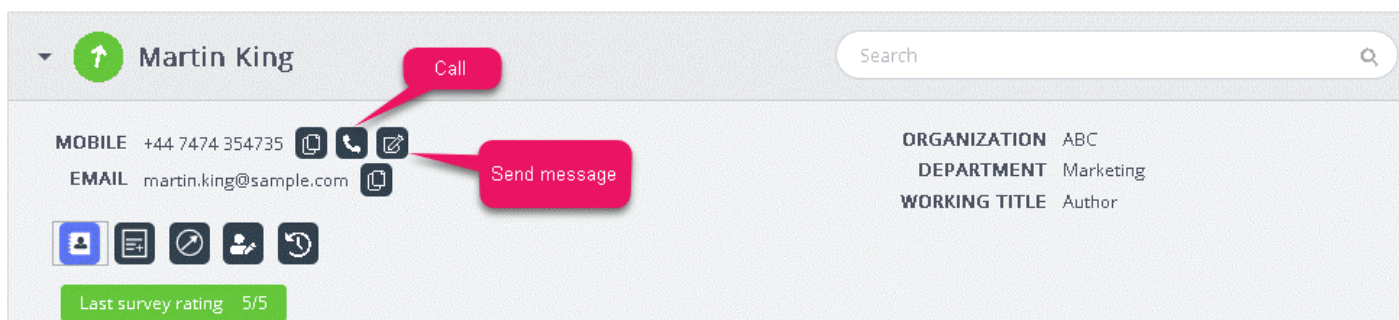 Martin King
Search
Call
MOBILE +44 7474 354735
EMAIL martin.king@sample.com
Send message
ORGANIZATION ABC
DEPARTMENT Marketing
WORKING TITLE Author
Last survey rating 5/5